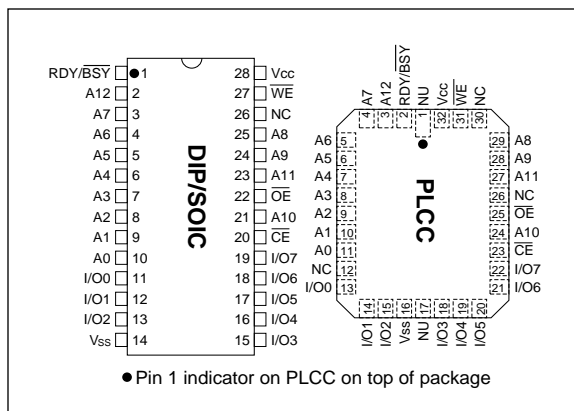 RDY/BSY 1 28 Vcc
A12 2 27 WE
A7 3 26 NC
A6 4 25 A8
A5 5 24 A9
A4 6 23 A11
A3 7 22 OE
A2 8 21 A10
A1 9 20 CE
A0 10 19 I/O7
I/O0 11 18 I/O6
I/O1 12 17 I/O5
I/O2 13 16 I/O4
VSS 14 15 I/O3
DIP/SOIC
A7 A12 RDY/BSY NU Vcc WE NC
4 3 2 1 32 31 30
A6 5 29 A8
A5 6 28 A9
A4 7 27 A11
A3 8 26 NC
A2 9 25 OE
A1 10 24 A10
A0 11 23 CE
NC 12 22 I/O7
I/O0 13 21 I/O6
14 15 16 17 18 19 20
I/O1 I/O2 Vss NU I/O3 I/O4 I/O5
PLCC
● Pin 1 indicator on PLCC on top of package